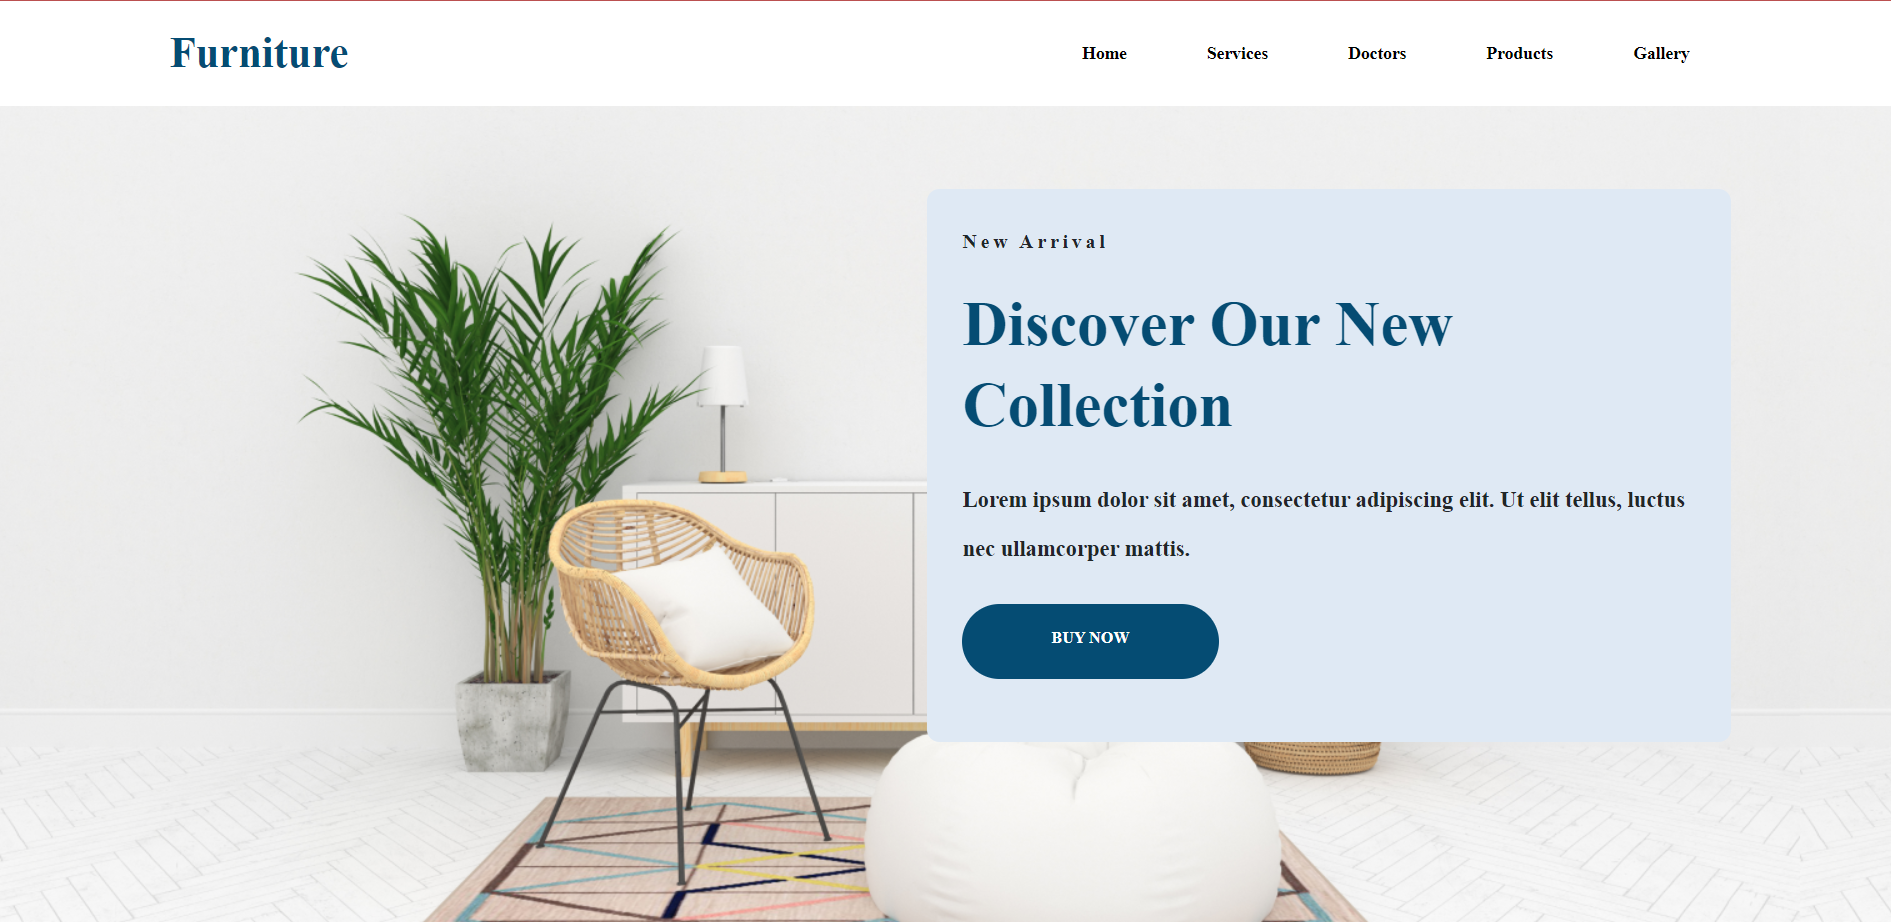 Furniture
Home Services Doctors Products Gallery
New Arrival
Discover Our New
Collection
Lorem ipsum dolor sit amet, consectetur adipiscing elit. Ut elit tellus, luctus
nec ullamcorper mattis.
BUY NOW